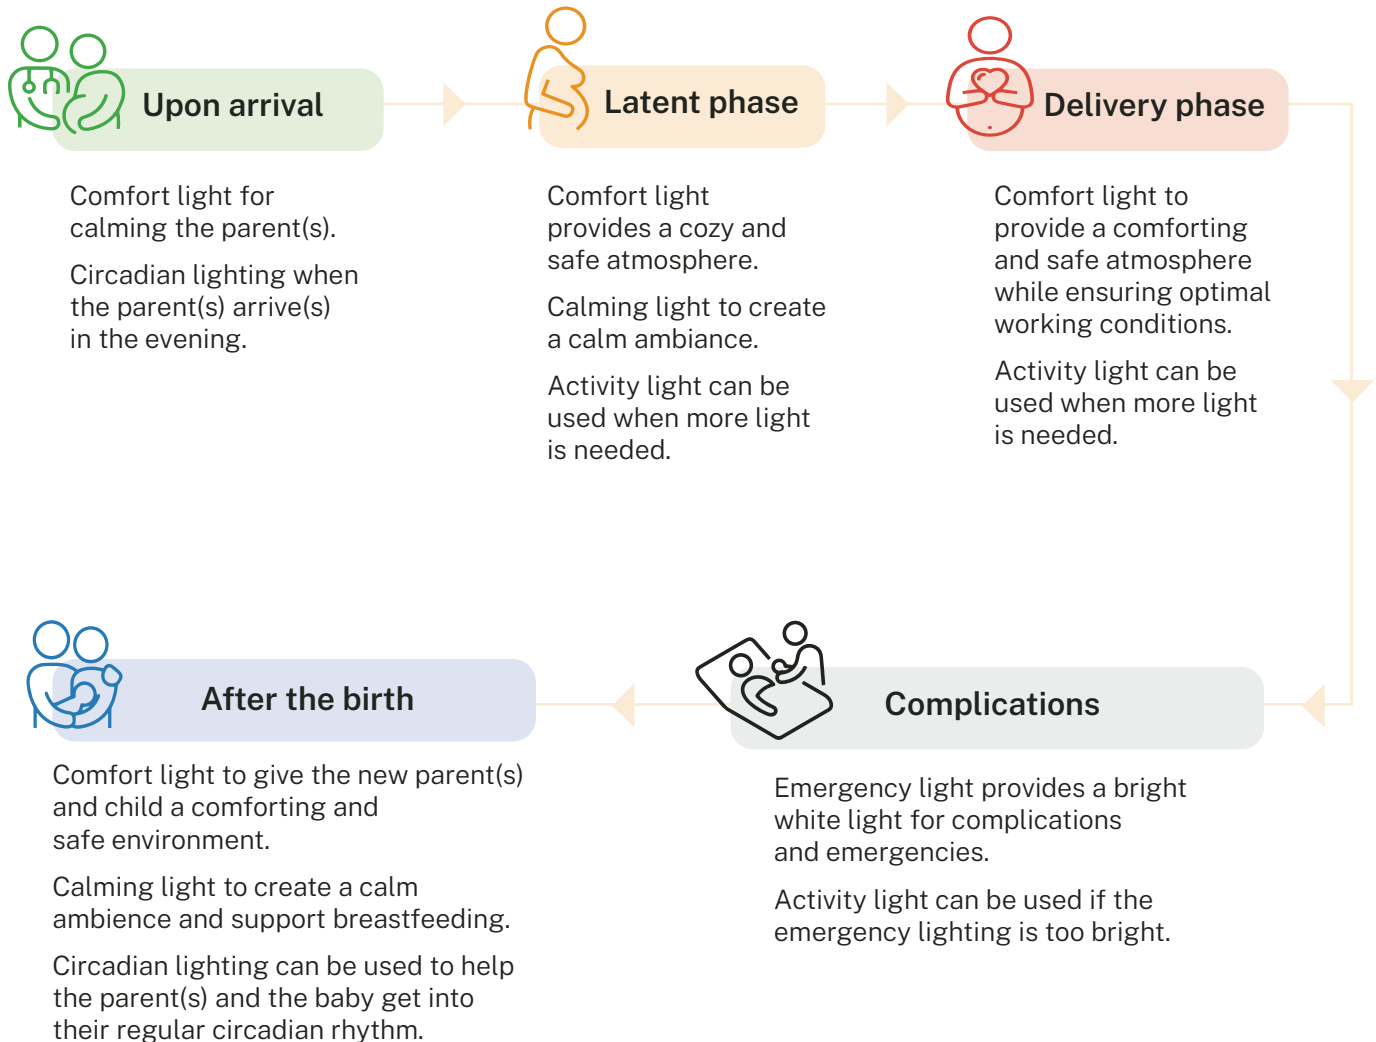 Upon arrival
Comfort light for
calming the parent(s).
Circadian lighting when
the parent(s) arrive(s)
in the evening.
Latent phase
Comfort light
provides a cozy and
safe atmosphere.
Calming light to create
a calm ambiance.
Activity light can be
used when more light
is needed.
Delivery phase
Comfort light to
provide a comforting
and safe atmosphere
while ensuring optimal
working conditions.
Activity light can be
used when more light
is needed.
Complications
Emergency light provides a bright
white light for complications
and emergencies.
Activity light can be used if the
emergency lighting is too bright.
After the birth
Comfort light to give the new parent(s)
and child a comforting and
safe environment.
Calming light to create a calm
ambience and support breastfeeding.
Circadian lighting can be used to help
the parent(s) and the baby get into
their regular circadian rhythm.